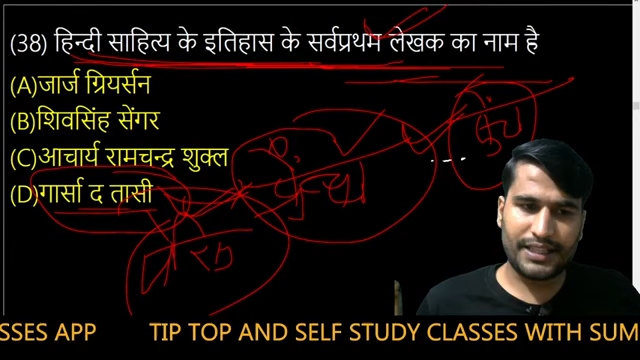 (38) हिन्दी साहित्य के इतिहास के सर्वप्रथम लेखक का नाम है
(A)जार्ज ग्रियर्सन
(B)शिवसिंह सेंगर
(C)आचार्य रामचन्द्र शुक्ल
(D)गार्सा द तासी
SSES APP TIP TOP AND SELF STUDY CLASSES WITH SUM